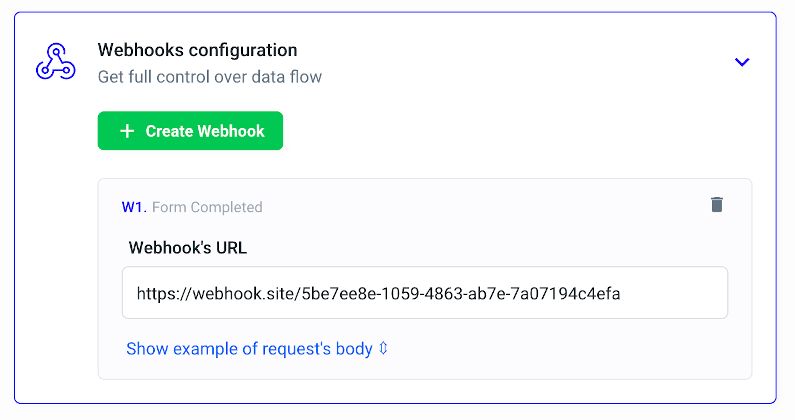 Webhooks configuration
Get full control over data flow
+ Create Webhook
W1. Form Completed
Webhook's URL
https://webhook.site/5be7ee8e-1059-4863-ab7e-7a07194c4efa
Show example of request's body ⇳